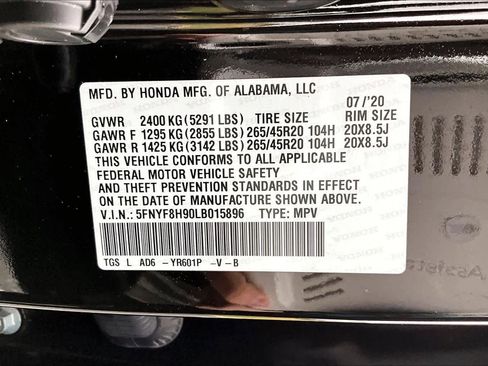 MFD. BY HONDA MFG. OF ALABAMA, LLC
GVWR 2400 KG (5291 LBS) TIRE SIZE 07/'20 RIM SIZE
GAWR F 1295 KG (2855 LBS) 265/45R20 104H 20X8.5J
GAWR R 1425 KG (3142 LBS) 265/45R20 104H 20X8.5J
THIS VEHICLE CONFORMS TO ALL APPLICABLE
FEDERAL MOTOR VEHICLE SAFETY
AND THEFT PREVENTION STANDARDS IN EFFECT
ON THE DATE OF MANUFACTURE SHOWN ABOVE.
V.I.N.: 5FNYF8H90LB015896 TYPE: MPV
TGS L AD6 -YR601P -V-B